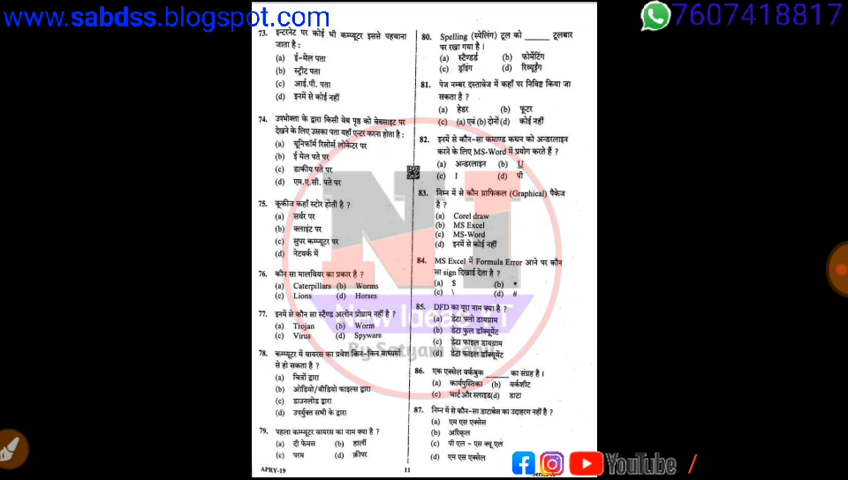 www.sabdss.blogspot.com
7607418817
73. इन्टरनेट पर कोई भी कम्प्यूटर इससे पहचाना
जाता है :
(a) ई-मेल पता
(b) स्ट्रीट पता
(c) आई.पी. पता
(d) इनमें से कोई नहीं
74. उपभोक्ता के द्वारा किसी वेब पृष्ठ को वेबसाइट पर
देखने के लिए उसका पता यहाँ एन्टर करना होता है :
(a) यूनिफॉर्म रिसोर्स लोकेटर पर
(b) ई मेल पते पर
(c) डाकीय पते पर
(d) एम.ए.सी. पते पर
75. कूकीज कहाँ स्टोर होती है ?
(a) सर्वर पर
(b) क्लाइंट पर
(c) सुपर कम्प्यूटर पर
(d) नेटवर्क में
76. कौन सा मालवियर का प्रकार है ?
(a) Caterpillars (b) Worms
(c) Lions (d) Horses
77. इनमें से कौन सा स्टैण्ड अलोन प्रोग्राम नहीं है ?
(a) Trojan (b) Worm
(c) Virus (d) Spyware
78. कम्प्यूटर में वायरस का प्रवेश किन-किन माध्यमों
से हो सकता है ?
(a) चित्रों द्वारा
(b) ऑडियो/वीडियो फाइल्स द्वारा
(c) डाउनलोड द्वारा
(d) उपर्युक्त सभी के द्वारा
79. पहला कम्प्यूटर वायरस का नाम क्या है ?
(a) दी फेमस (b) हार्ली
(c) परम (d) क्रीपर
APRY-19
11
80. Spelling (स्पेलिंग) टूल को ______ टूलबार
पर रखा गया है।
(a) स्टैण्डर्ड (b) फोर्मेटिंग
(c) ड्रॉइंग (d) रिव्यूईंग
81. पेज नम्बर दस्तावेज में कहाँ पर निविष्ट किया जा
सकता है ?
(a) हेडर (b) फूटर
(c) (a) एवं (b) दोनों (d) कोई नहीं
82. इनमें से कौन-सा कमाण्ड कथन को अन्डरलाइन
करने के लिए MS-Word में प्रयोग करते हैं ?
(a) अन्डरलाइन (b) U
(c) I (d) पी
83. निम्न में से कौन ग्राफिकल (Graphical) पैकेज
है ?
(a) Corel draw
(b) MS Excel
(c) MS-Word
(d) इनमें से कोई नहीं
84. MS Excel में Formula Error आने पर कौन
सा sign दिखाई देता है ?
(a) $ (b) *
(c) \ (d) #
85. DFD का पूरा नाम क्या है ?
(a) डेटा फ्लो डायग्राम
(b) डेटा फुल डॉक्यूमेंट
(c) डेटा फाइल डायग्राम
(d) डेटा फाइल डॉक्यूमेंट
86. एक एक्सेल वर्कबुक ______ का संग्रह है।
(a) कार्यपुस्तिका (b) वर्कशीट
(c) चार्ट और स्लाइड (d) डाटा
87. निम्न में से कौन-सा डाटाबेस का उदाहरण नहीं है ?
(a) एम एस एक्सेस
(b) अरिकुल
(c) पी एल - एस क्यू एल
(d) एम एस एक्सेल
NI
New Ideas
By Satyam
YouTube /